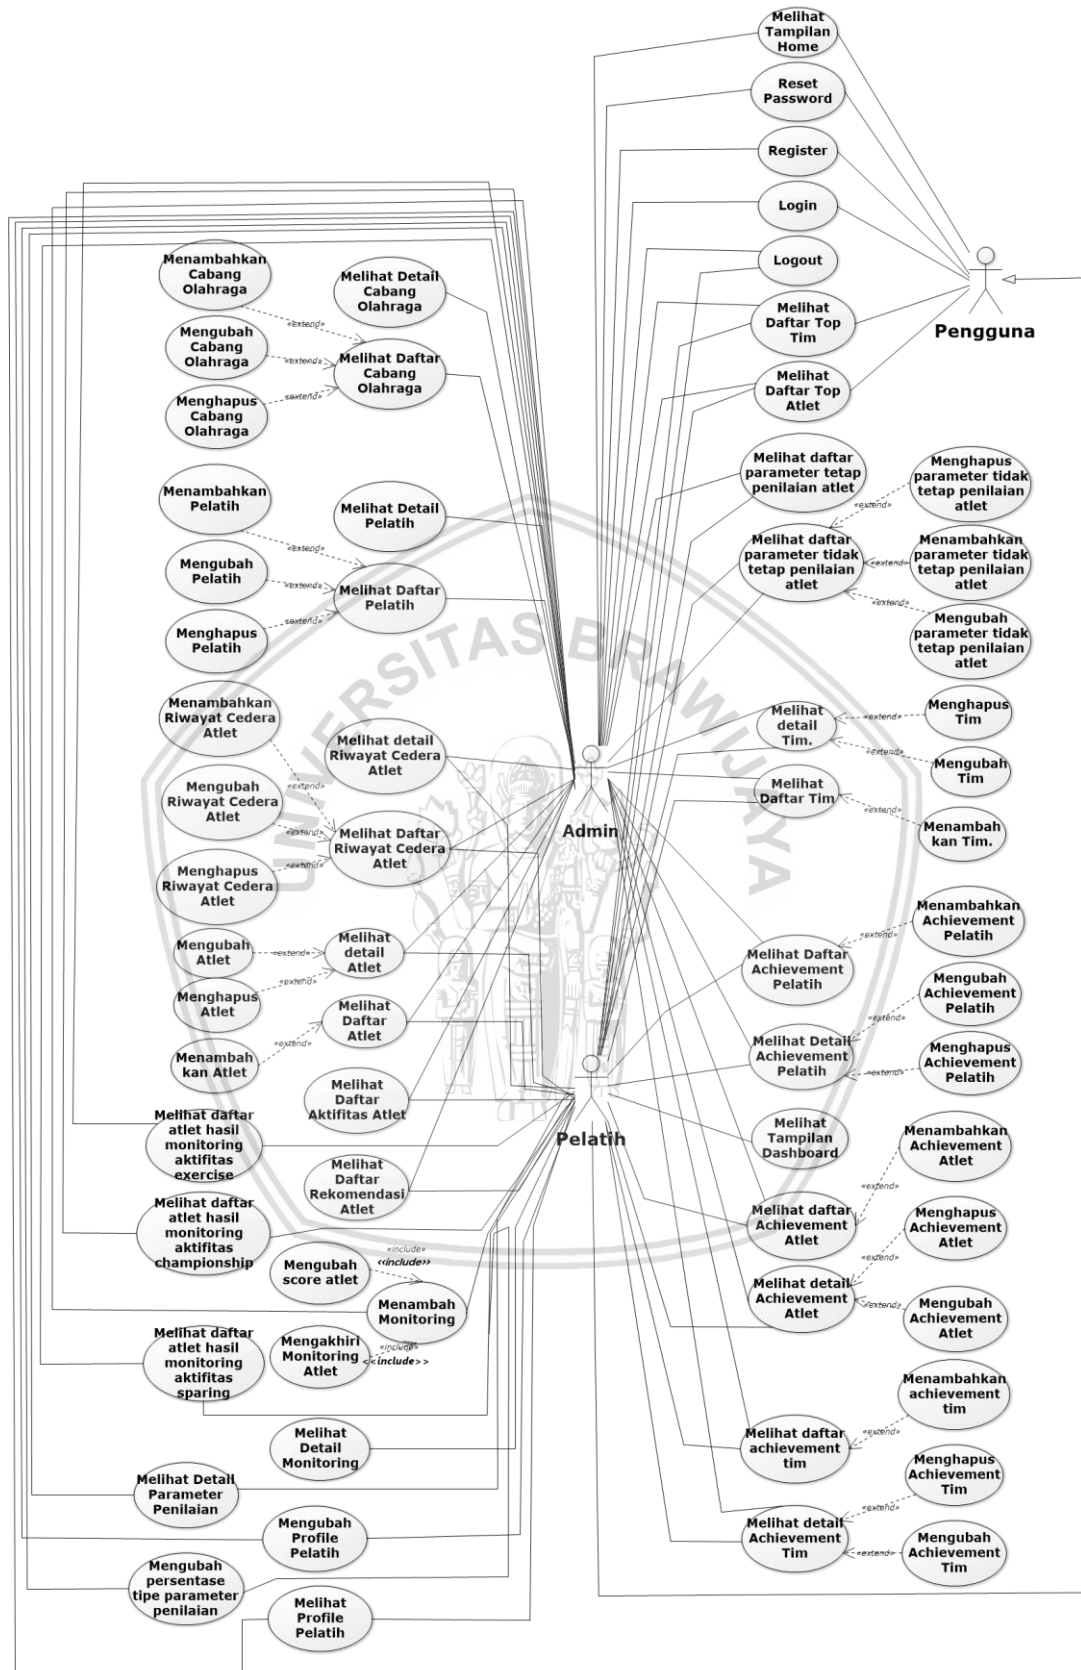 Melihat
Tampilan
Home
Reset
Password
Register
Login
Logout
Melihat
Daftar Top
Tim
Melihat
Daftar Top
Atlet
Pengguna
Menambahkan
Cabang
Olahraga
Melihat Detail
Cabang
Olahraga
«extend»
Mengubah
Cabang
Olahraga
«extend»
Melihat Daftar
Cabang
Olahraga
Menghapus
Cabang
Olahraga
«extend»
Menambahkan
Pelatih
Melihat Detail
Pelatih
«extend»
Mengubah
Pelatih
«extend»
Melihat Daftar
Pelatih
Menghapus
Pelatih
«extend»
Melihat daftar
parameter tetap
penilaian atlet
Menghapus
parameter tidak
tetap penilaian
atlet
«extend»
Melihat daftar
parameter tidak
tetap penilaian
atlet
«extend»
Menambahkan
parameter tidak
tetap penilaian
atlet
«extend»
Mengubah
parameter tidak
tetap penilaian
atlet
UNIVERSITAS BRAWIJAYA
Menambahkan
Riwayat Cedera
Atlet
Melihat detail
Riwayat Cedera
Atlet
«extend»
Mengubah
Riwayat Cedera
Atlet
«extend»
Melihat Daftar
Riwayat Cedera
Atlet
Menghapus
Riwayat Cedera
Atlet
«extend»
Admin
Melihat
detail
Tim.
«extend»
Menghapus
Tim
«extend»
Mengubah
Tim
Melihat
Daftar Tim
«extend»
Menambah
kan Tim.
Mengubah
Atlet
«extend»
Melihat
detail
Atlet
Menghapus
Atlet
«extend»
Melihat
Daftar
Atlet
«extend»
Menambah
kan Atlet
Melihat
Daftar
Aktifitas Atlet
Melihat Daftar
Achievement
Pelatih
«extend»
Menambahkan
Achievement
Pelatih
Melihat Detail
Achievement
Pelatih
«extend»
Mengubah
Achievement
Pelatih
«extend»
Menghapus
Achievement
Pelatih
Pelatih
Melihat
Tampilan
Dashboard
Melihat daftar
atlet hasil
monitoring
aktifitas
exercise
Melihat
Daftar
Rekomendasi
Atlet
Melihat daftar
atlet hasil
monitoring
aktifitas
championship
Mengubah
score atlet
«include»
<<include>>
Menambah
Monitoring
Mengakhiri
Monitoring
Atlet
«include»
<<include>>
Melihat daftar
atlet hasil
monitoring
aktifitas
sparing
Melihat
Detail
Monitoring
Melihat Detail
Parameter
Penilaian
Mengubah
Profile
Pelatih
Mengubah
persentase
tipe parameter
penilaian
Melihat
Profile
Pelatih
Melihat daftar
Achievement
Atlet
«extend»
Menambahkan
Achievement
Atlet
Melihat detail
Achievement
Atlet
«extend»
Menghapus
Achievement
Atlet
«extend»
Mengubah
Achievement
Atlet
Melihat daftar
achievement
tim
«extend»
Menambahkan
achievement
tim
Melihat detail
Achievement
Tim
«extend»
Menghapus
Achievement
Tim
«extend»
Mengubah
Achievement
Tim